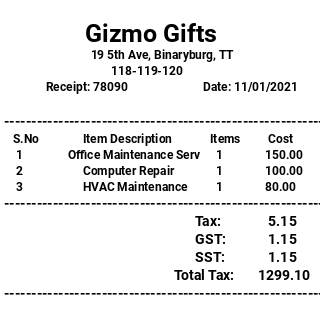 Gizmo Gifts
19 5th Ave, Binaryburg, TT
118-119-120
Receipt: 78090 Date: 11/01/2021
S.No Item Description Items Cost
1 Office Maintenance Serv 1 150.00
2 Computer Repair 1 100.00
3 HVAC Maintenance 1 80.00
Tax: 5.15
GST: 1.15
SST: 1.15
Total Tax: 1299.10